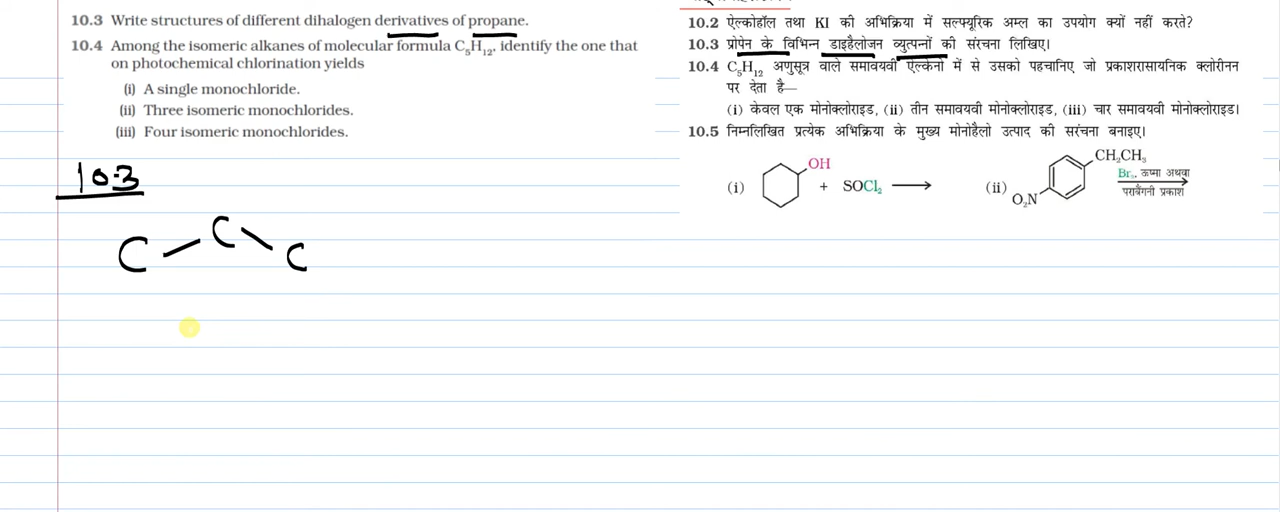 10.3 Write structures of different dihalogen derivatives of propane.
10.4 Among the isomeric alkanes of molecular formula C5H12, identify the one that
on photochemical chlorination yields
(i) A single monochloride.
(ii) Three isomeric monochlorides.
(iii) Four isomeric monochlorides.
10.3
C C C
10.2 ऐल्कोहॉल तथा KI की अभिक्रिया में सल्फ्यूरिक अम्ल का उपयोग क्यों नहीं करते?
10.3 प्रोपेन के विभिन्न डाइहैलोजन व्युत्पन्नों की संरचना लिखिए।
10.4 C5H12 अणुसूत्र वाले समावयवी ऐल्केनों में से उसको पहचानिए जो प्रकाशरासायनिक क्लोरीनन
पर देता है—
(i) केवल एक मोनोक्लोराइड, (ii) तीन समावयवी मोनोक्लोराइड, (iii) चार समावयवी मोनोक्लोराइड।
10.5 निम्नलिखित प्रत्येक अभिक्रिया के मुख्य मोनोहैलो उत्पाद की सरंचना बनाइए।
(i) OH + SOCl2
(ii) O2N CH2CH3 Br2, ऊष्मा अथवा
पराबैंगनी प्रकाश